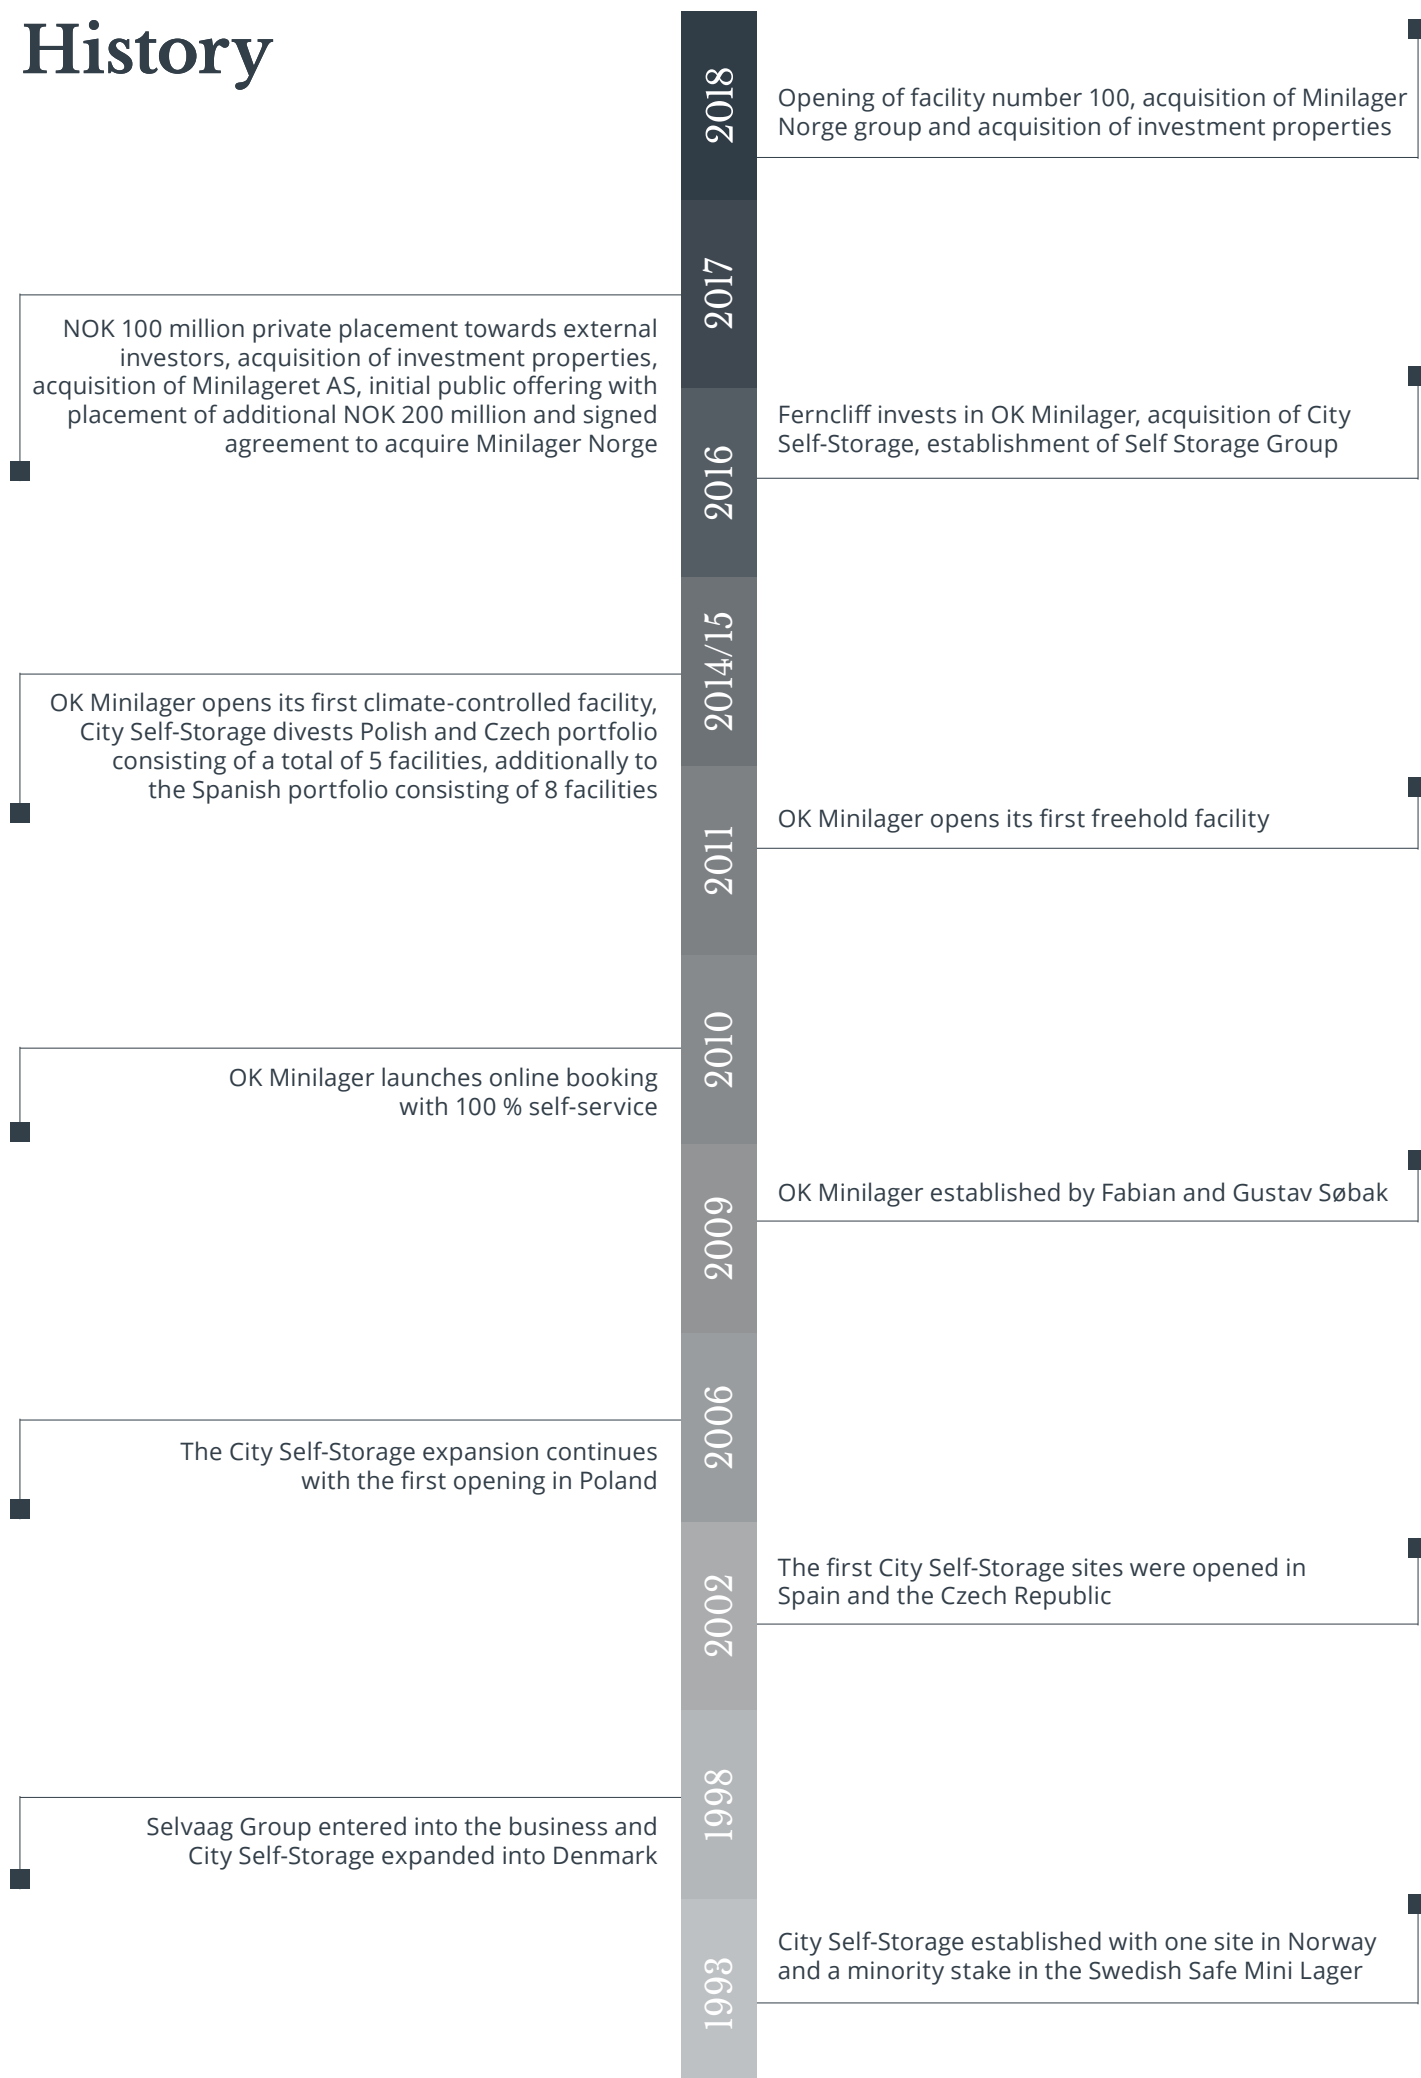 History
2018
Opening of facility number 100, acquisition of Minilager
Norge group and acquisition of investment properties
2017
NOK 100 million private placement towards external
investors, acquisition of investment properties,
acquisition of Minilageret AS, initial public offering with
placement of additional NOK 200 million and signed
agreement to acquire Minilager Norge
2016
Ferncliff invests in OK Minilager, acquisition of City
Self-Storage, establishment of Self Storage Group
2014/15
OK Minilager opens its first climate-controlled facility,
City Self-Storage divests Polish and Czech portfolio
consisting of a total of 5 facilities, additionally to
the Spanish portfolio consisting of 8 facilities
2011
OK Minilager opens its first freehold facility
2010
OK Minilager launches online booking
with 100 % self-service
2009
OK Minilager established by Fabian and Gustav Søbak
2006
The City Self-Storage expansion continues
with the first opening in Poland
2002
The first City Self-Storage sites were opened in
Spain and the Czech Republic
1998
Selvaag Group entered into the business and
City Self-Storage expanded into Denmark
1993
City Self-Storage established with one site in Norway
and a minority stake in the Swedish Safe Mini Lager